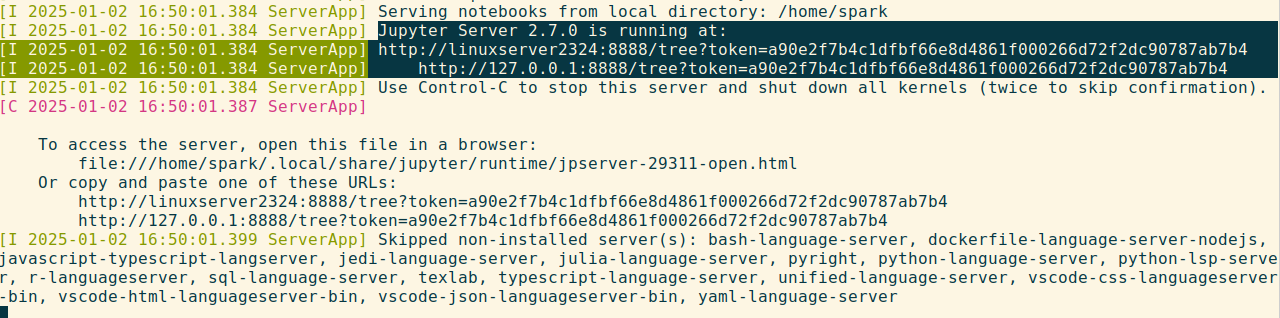 [I 2025-01-02 16:50:01.384 ServerApp] Serving notebooks from local directory: /home/spark
[I 2025-01-02 16:50:01.384 ServerApp] Jupyter Server 2.7.0 is running at:
[I 2025-01-02 16:50:01.384 ServerApp] http://linuxserver2324:8888/tree?token=a90e2f7b4c1dfbf66e8d4861f000266d72f2dc90787ab7b4
[I 2025-01-02 16:50:01.384 ServerApp]     http://127.0.0.1:8888/tree?token=a90e2f7b4c1dfbf66e8d4861f000266d72f2dc90787ab7b4
[I 2025-01-02 16:50:01.384 ServerApp] Use Control-C to stop this server and shut down all kernels (twice to skip confirmation).
[C 2025-01-02 16:50:01.387 ServerApp]
To access the server, open this file in a browser:
file:///home/spark/.local/share/jupyter/runtime/jpserver-29311-open.html
Or copy and paste one of these URLs:
http://linuxserver2324:8888/tree?token=a90e2f7b4c1dfbf66e8d4861f000266d72f2dc90787ab7b4
http://127.0.0.1:8888/tree?token=a90e2f7b4c1dfbf66e8d4861f000266d72f2dc90787ab7b4
[I 2025-01-02 16:50:01.399 ServerApp] Skipped non-installed server(s): bash-language-server, dockerfile-language-server-nodejs,
javascript-typescript-langserver, jedi-language-server, julia-language-server, pyright, python-language-server, python-lsp-serve
r, r-languageserver, sql-language-server, texlab, typescript-language-server, unified-language-server, vscode-css-languageserver
-bin, vscode-html-languageserver-bin, vscode-json-languageserver-bin, yaml-language-server